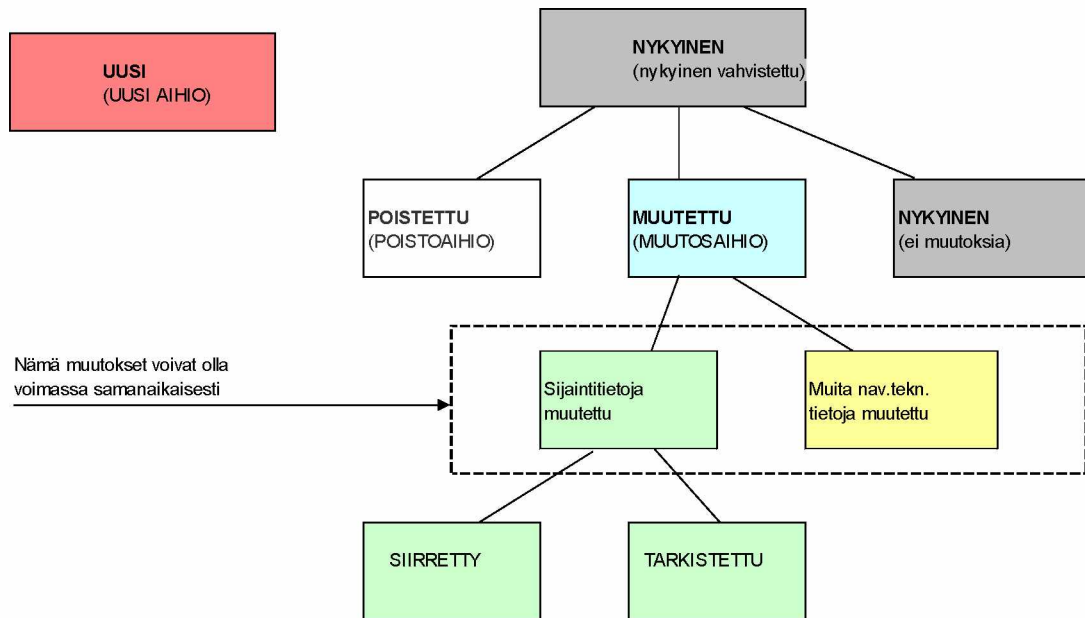 UUSI
(UUSI AIHIO)
NYKYINEN
(nykyinen vahvistettu)
POISTETTU
(POISTOAIHIO)
MUUTETTU
(MUUTOSAIHIO)
NYKYINEN
(ei muutoksia)
Nämä muutokset voivat olla
voimassa samanaikaisesti
Sijaintitietoja
muutettu
Muita nav.tekn.
tietoja muutettu
SIIRRETTY
TARKISTETTU